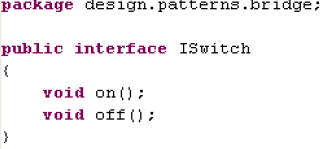 package design.patterns.bridge;
public interface ISwitch
{
void on();
void off();
}